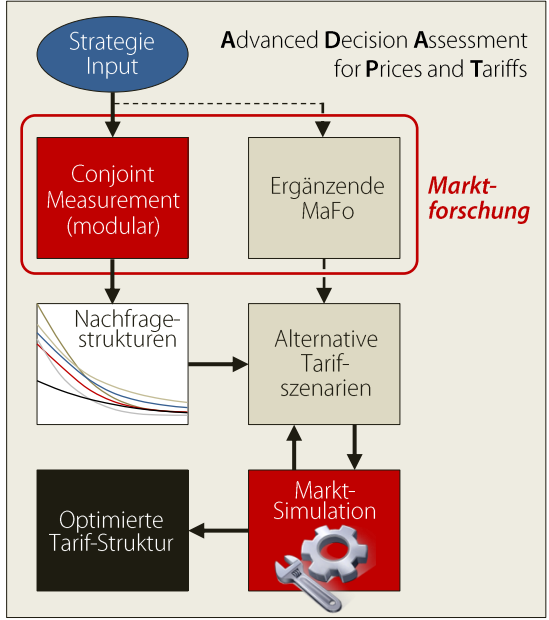 Strategie
Input
Advanced Decision Assessment
for Prices and Tariffs
Conjoint
Measurement
(modular)
Ergänzende
MaFo
Markt-
forschung
Nachfrage-
strukturen
Alternative
Tarif-
szenarien
Optimierte
Tarif-Struktur
Markt-
Simulation